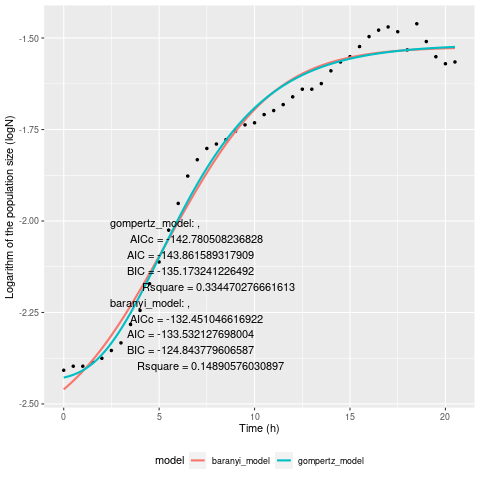 -1.50
-1.75
-2.00
-2.25
-2.50
Logarithm of the population size (logN)
gompertz_model: ,
AICc = -142.780508236828
AIC = -143.861589317909
BIC = -135.173241226492
Rsquare = 0.334470276661613
baranyi_model: ,
AICc = -132.451046616922
AIC = -133.532127698004
BIC = -124.843779606587
Rsquare = 0.14890576030897
0 5 10 15 20
Time (h)
model baranyi_model gompertz_model